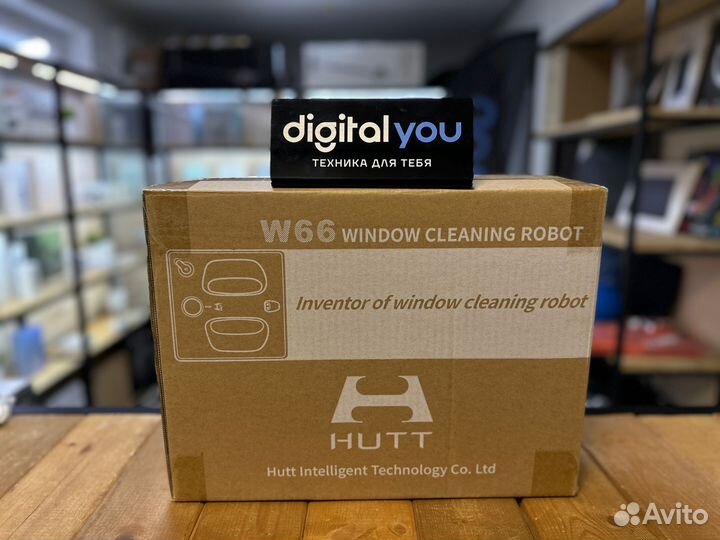 digital you
ТЕХНИКА ДЛЯ ТЕБЯ
W66 WINDOW CLEANING ROBOT
Inventor of window cleaning robot
HUTT
Hutt Intelligent Technology Co. Ltd
Avito